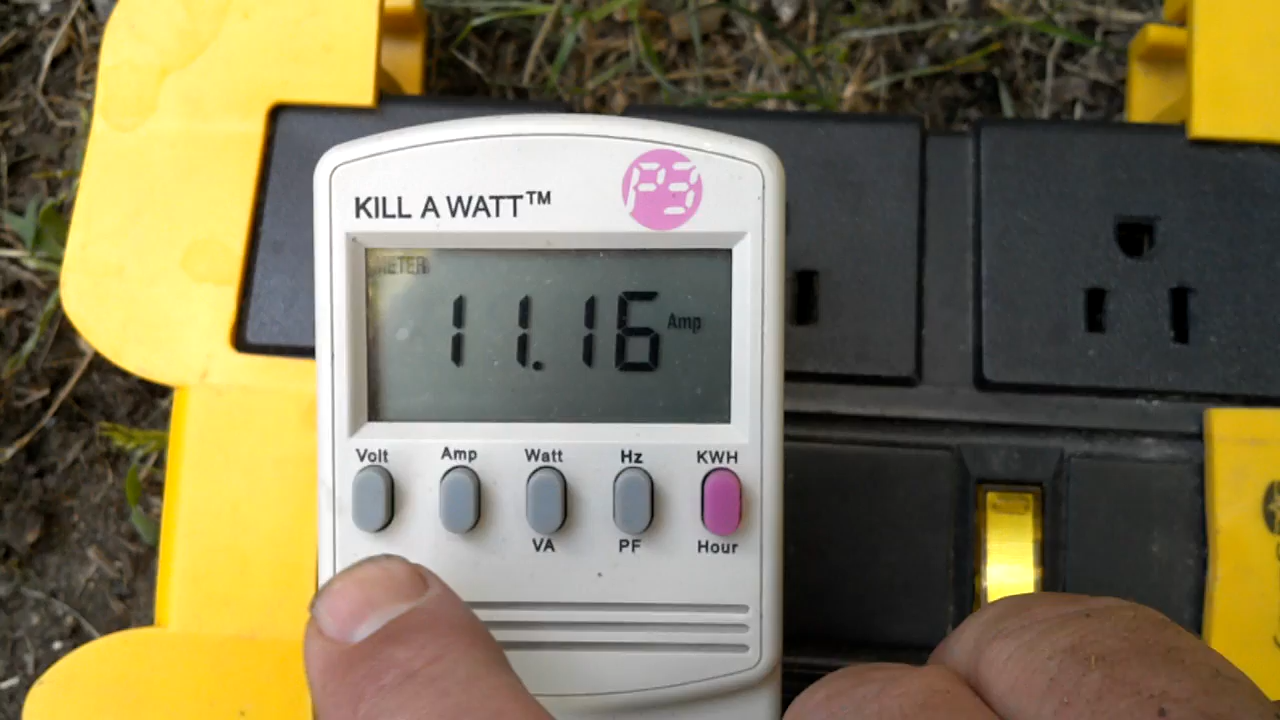 KILL A WATT™
P3
METER
11.16 Amp
Volt Amp Watt Hz KWH
VA PF Hour